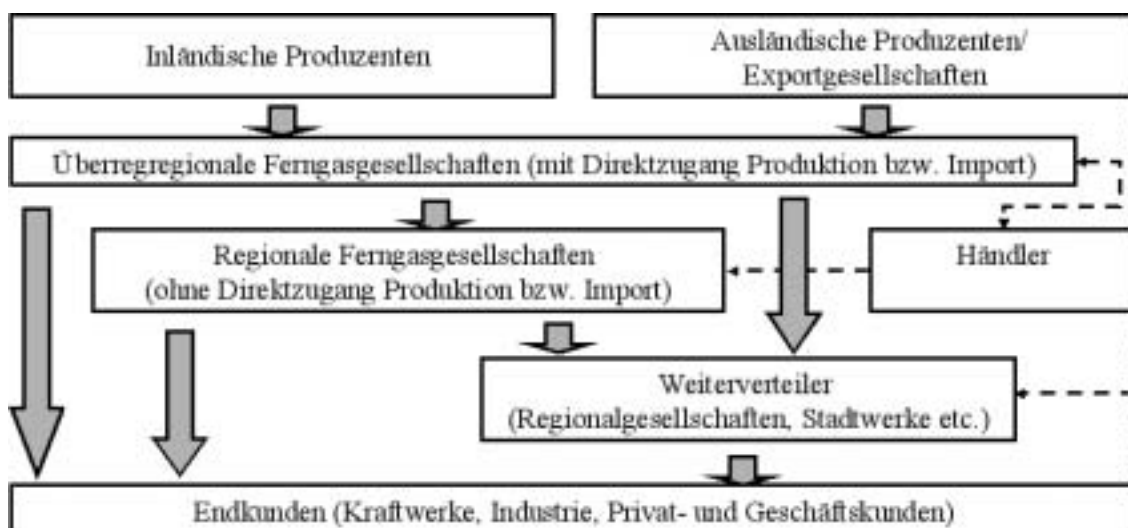 Inländische Produzenten
Ausländische Produzenten/
Exportgesellschaften
Überregregionale Ferngasgesellschaften (mit Direktzugang Produktion bzw. Import)
Regionale Ferngasgesellschaften
(ohne Direktzugang Produktion bzw. Import)
Händler
Weiterverteiler
(Regionalgesellschaften, Stadtwerke etc.)
Endkunden (Kraftwerke, Industrie, Privat- und Geschäftskunden)